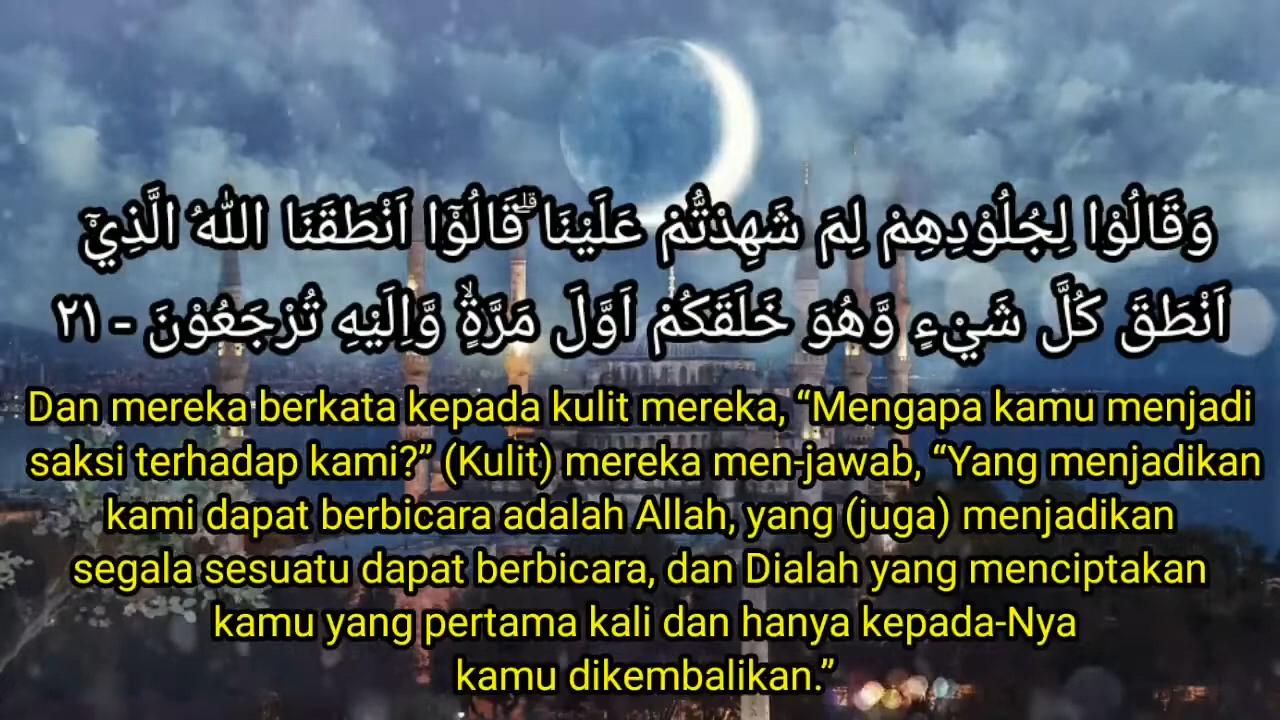 وَقَالُوْا لِجُلُوْدِهِمْ لِمَ شَهِدْتُّمْ عَلَيْنَا ۗقَالُوْٓا اَنْطَقَنَا اللّٰهُ الَّذِيْٓ
اَنْطَقَ كُلَّ شَيْءٍ وَّهُوَ خَلَقَكُمْ اَوَّلَ مَرَّةٍۙ وَّاِلَيْهِ تُرْجَعُوْنَ - ٢١
Dan mereka berkata kepada kulit mereka, “Mengapa kamu menjadi
saksi terhadap kami?” (Kulit) mereka men-jawab, “Yang menjadikan
kami dapat berbicara adalah Allah, yang (juga) menjadikan
segala sesuatu dapat berbicara, dan Dialah yang menciptakan
kamu yang pertama kali dan hanya kepada-Nya
kamu dikembalikan.”